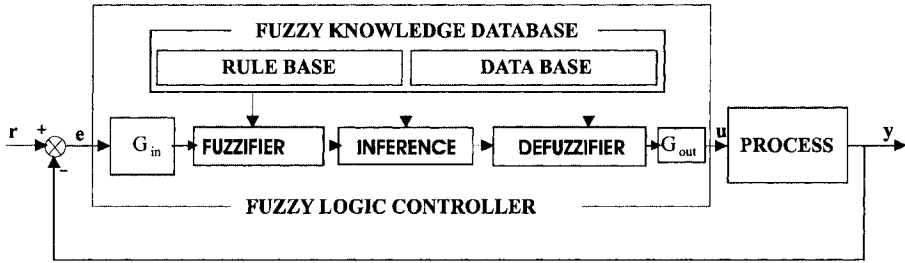 FUZZY KNOWLEDGE DATABASE
RULE BASE
DATA BASE
r
+
e
−
G in
FUZZIFIER
INFERENCE
DEFUZZIFIER
G out
u
PROCESS
y
FUZZY LOGIC CONTROLLER